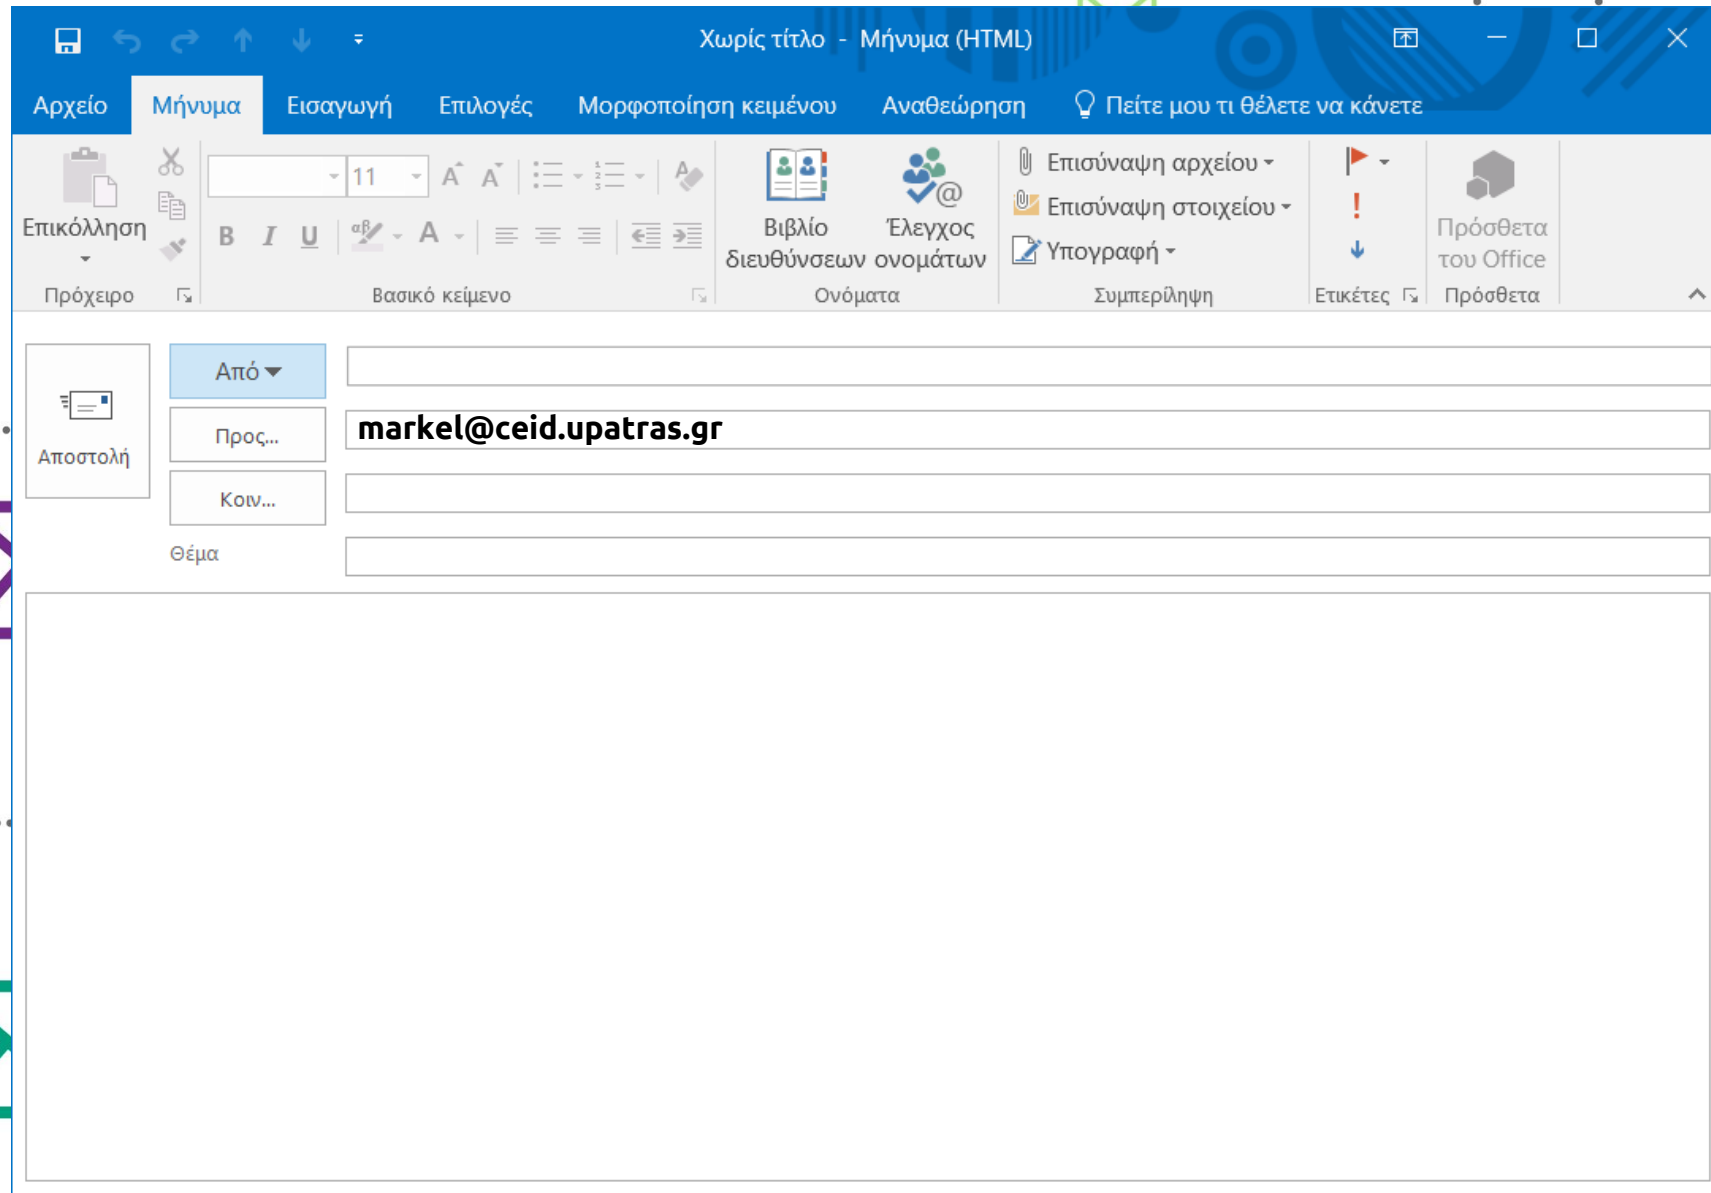 Χωρίς τίτλο - Μήνυμα (HTML)
Αρχείο Μήνυμα Εισαγωγή Επιλογές Μορφοποίηση κειμένου Αναθεώρηση Πείτε μου τι θέλετε να κάνετε
Επικόλληση
Πρόχειρο
11
A A
B I U αβ A
Βασικό κείμενο
Βιβλίο
διευθύνσεων
Έλεγχος
ονομάτων
Ονόματα
Επισύναψη αρχείου
Επισύναψη στοιχείου
Υπογραφή
Συμπερίληψη
Ετικέτες
Πρόσθετα
του Office
Πρόσθετα
Αποστολή
Από
Προς... markel@ceid.upatras.gr
Κοιν...
Θέμα